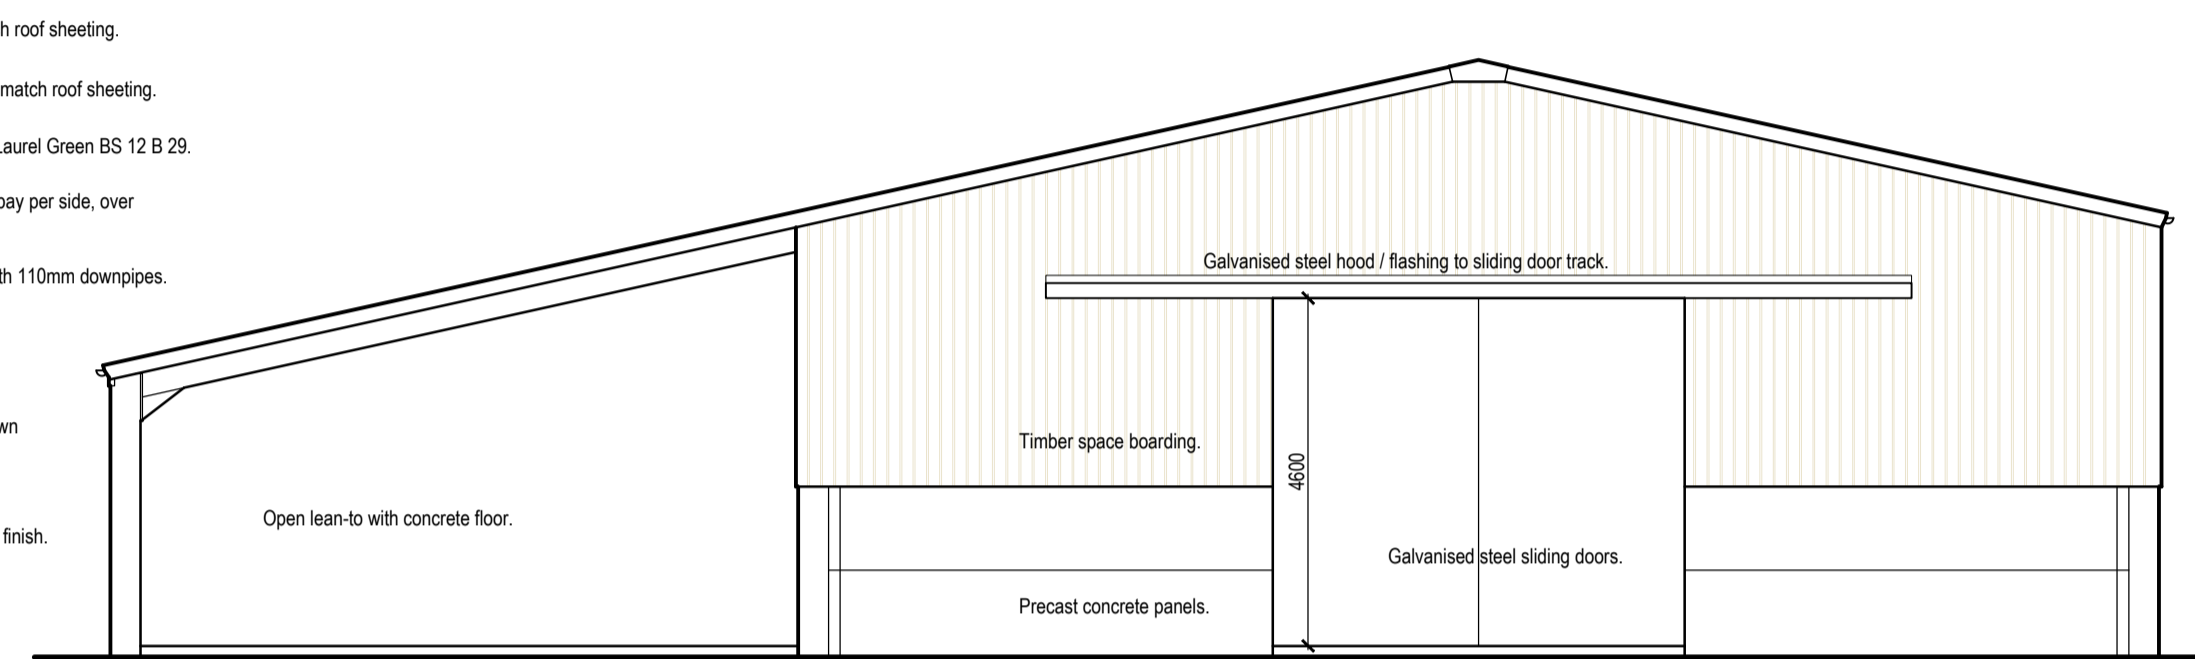 h roof sheeting.
match roof sheeting.
Laurel Green BS 12 B 29.
bay per side, over
th 110mm downpipes.
wn
finish.
Galvanised steel hood / flashing to sliding door track.
Timber space boarding.
4600
Open lean-to with concrete floor.
Galvanised steel sliding doors.
Precast concrete panels.